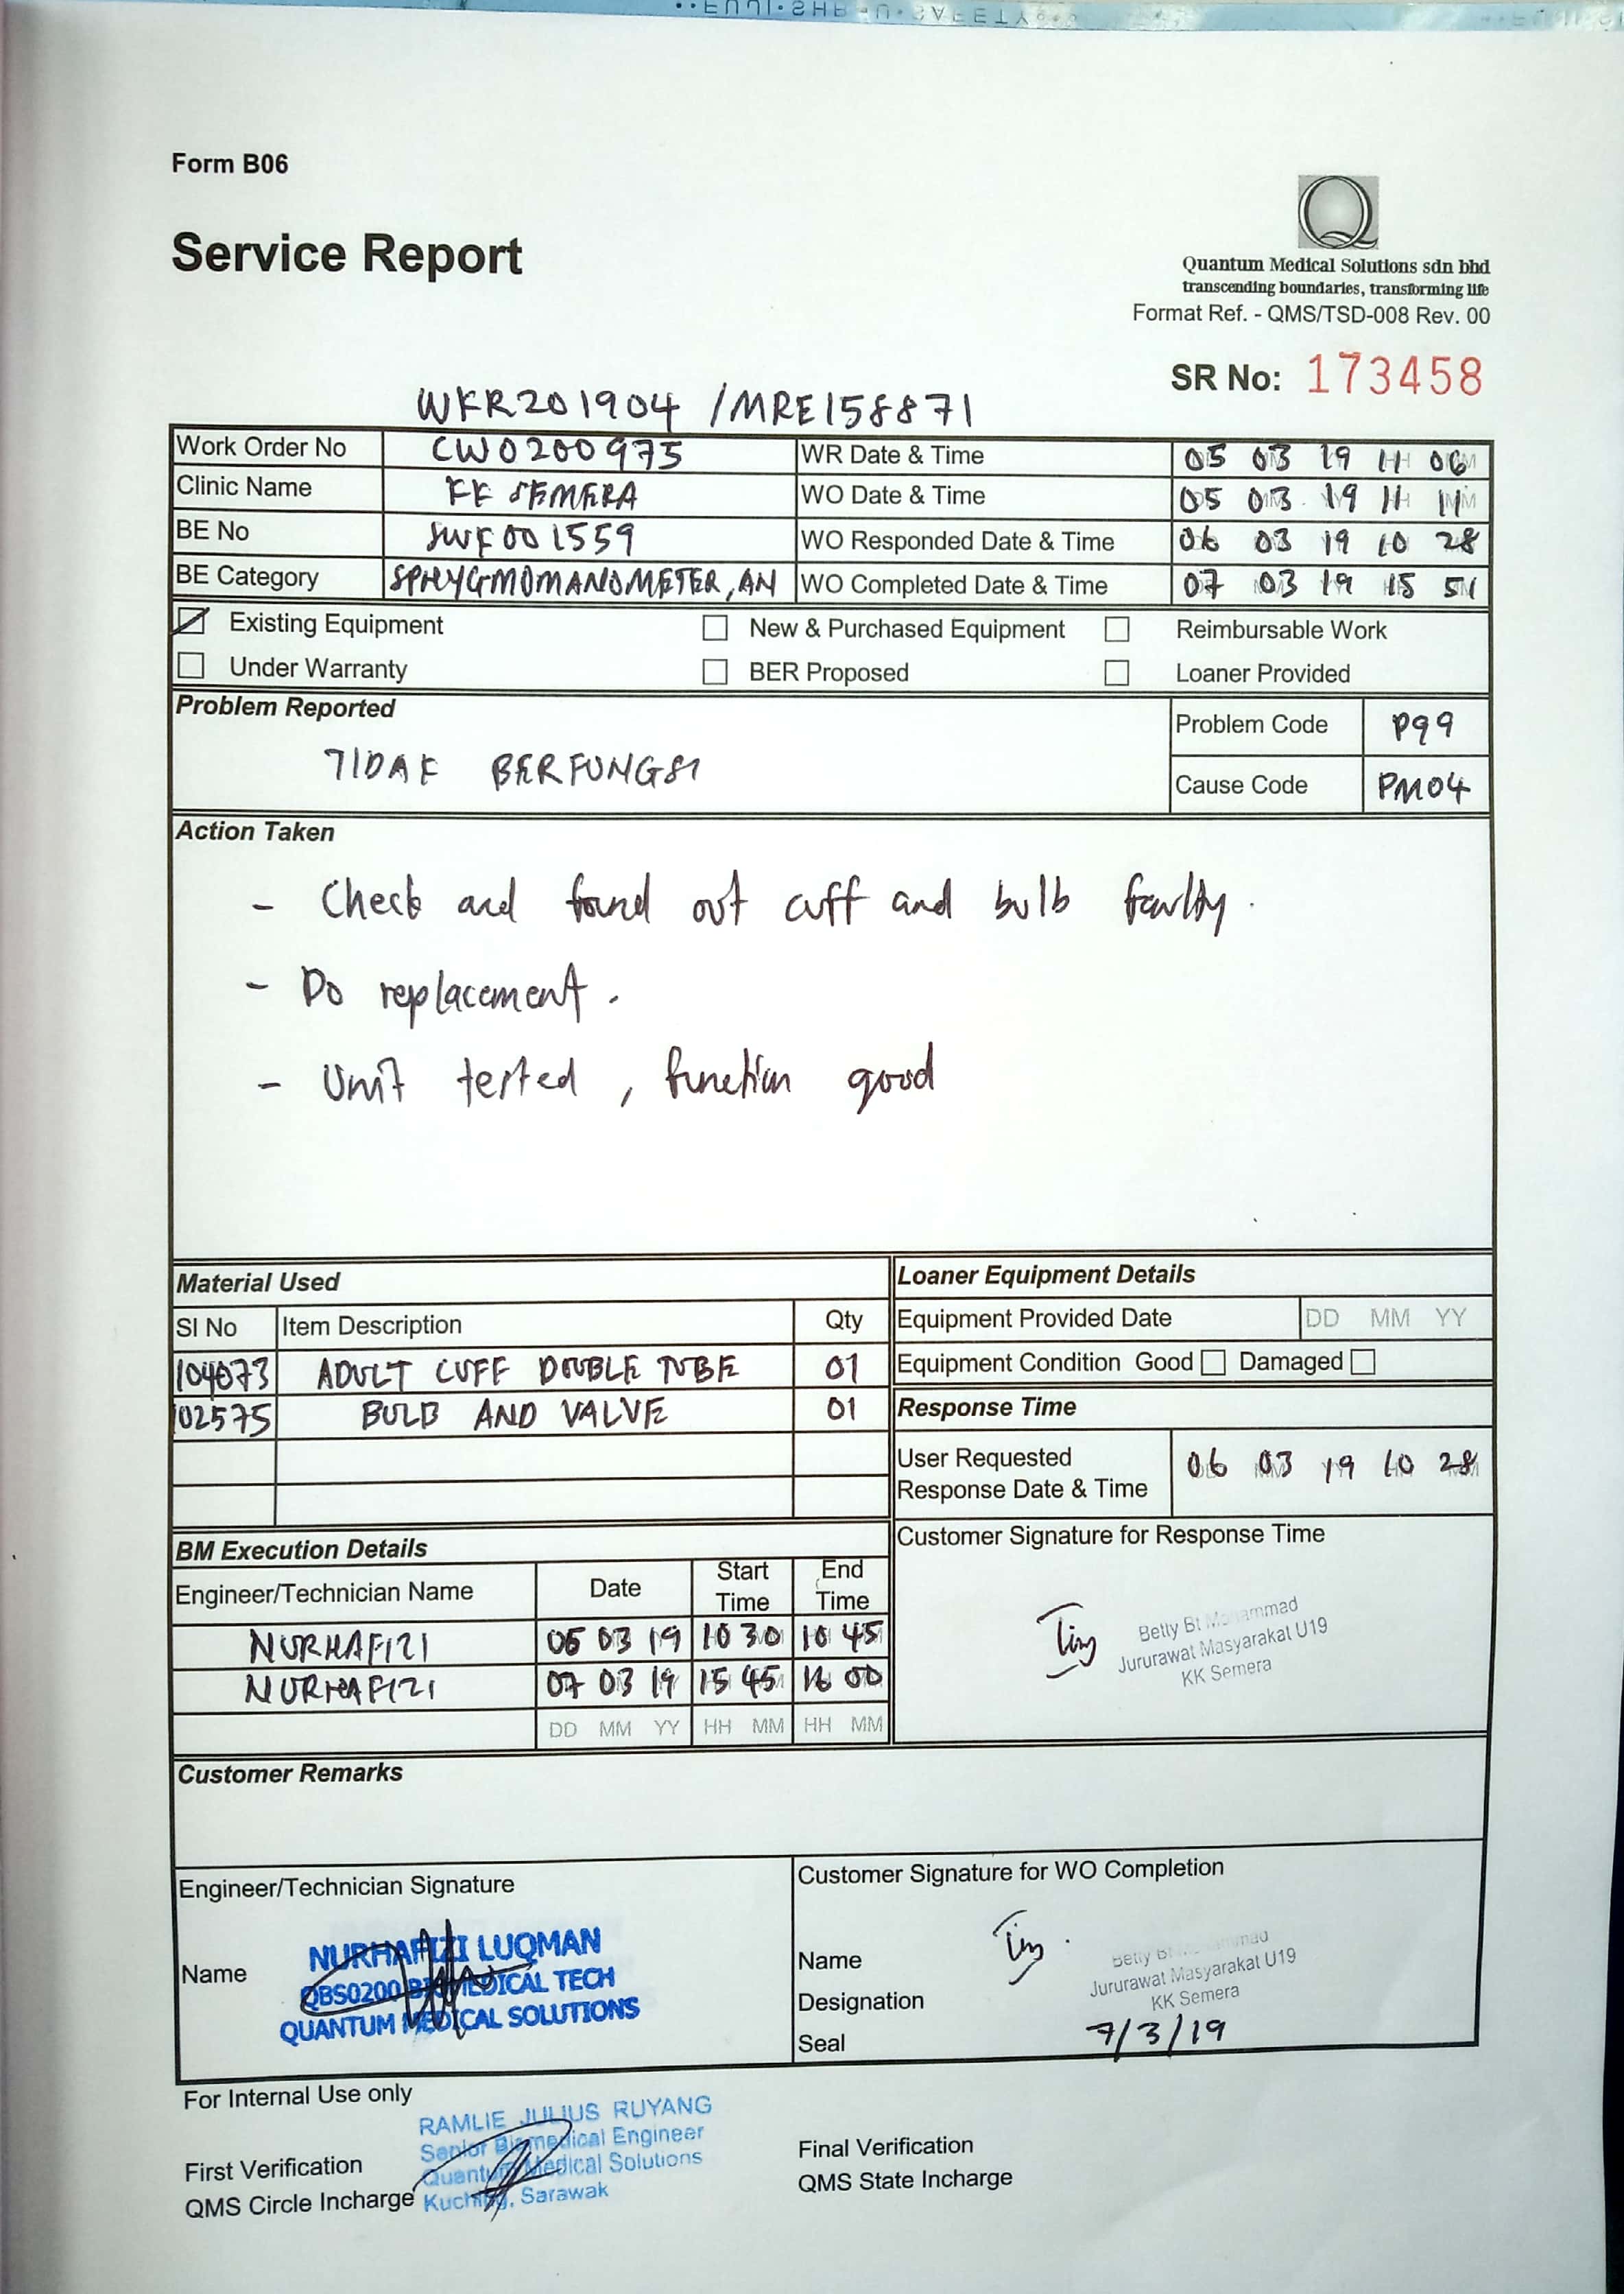 Form B06
Service Report
Quantum Medical Solutions sdn bhd
transcending boundaries, transforming life
Format Ref. - QMS/TSD-008 Rev. 00
SR No: 173458
WKR201904 /MRE158871
Work Order No CWO200975 WR Date & Time 05 03 19 11 06
Clinic Name KK SEMERA WO Date & Time 05 03 19 11 11
BE No SWK001559 WO Responded Date & Time 06 03 19 10 28
BE Category SPHYGMOMANOMETER,AN WO Completed Date & Time 07 03 19 15 51
Existing Equipment New & Purchased Equipment Reimbursable Work
Under Warranty BER Proposed Loaner Provided
Problem Reported
TIDAK BERFUNGSI
Problem Code P99
Cause Code PM04
Action Taken
- Check and found out cuff and bulb faulty.
- Do replacement.
- Unit tested, function good
Material Used
SI No Item Description Qty
104073 ADULT CUFF DOUBLE TUBE 01
102575 BULB AND VALVE 01
Loaner Equipment Details
Equipment Provided Date DD MM YY
Equipment Condition Good Damaged
Response Time
User Requested
Response Date & Time 06 03 19 10 28
Customer Signature for Response Time
Betty Bt Mohammad
Jururawat Masyarakat U19
KK Semera
BM Execution Details
Engineer/Technician Name Date Start Time End Time
NURHAFIZI 06 03 19 10 30 10 45
NURHAFIZI 07 03 19 15 45 16 00
DD MM YY HH MM HH MM
Customer Remarks
Engineer/Technician Signature
Name
NURHAFIZI LUQMAN
QBS0200 BIOMEDICAL TECH
QUANTUM MEDICAL SOLUTIONS
Customer Signature for WO Completion
Name
Designation
Seal
Betty Bt Mohammad
Jururawat Masyarakat U19
KK Semera
7/3/19
For Internal Use only
RAMLIE JULIUS RUYANG
Senior Biomedical Engineer
Quantum Medical Solutions
Kuching, Sarawak
First Verification
QMS Circle Incharge
Final Verification
QMS State Incharge